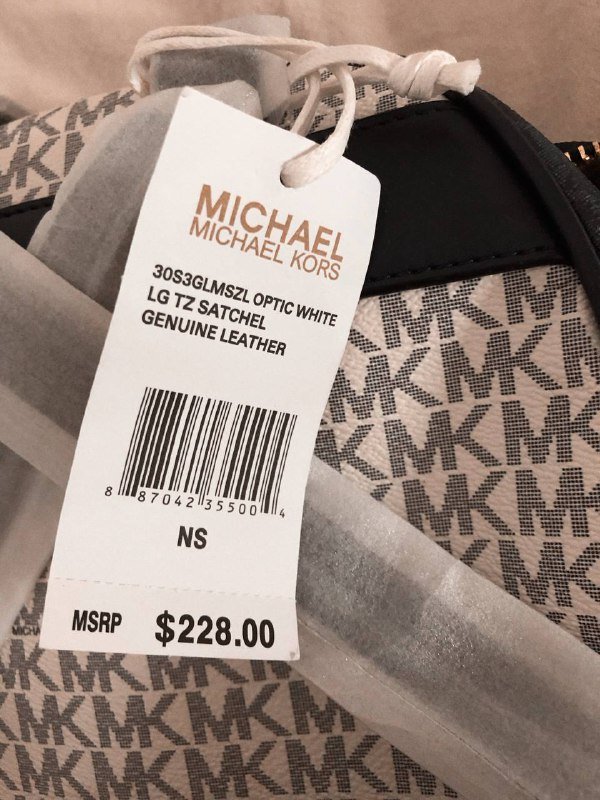 MICHAEL
MICHAEL KORS
30S3GLMSZL OPTIC WHITE
LG TZ SATCHEL
GENUINE LEATHER
8 87042 35500 4
NS
MSRP $228.00